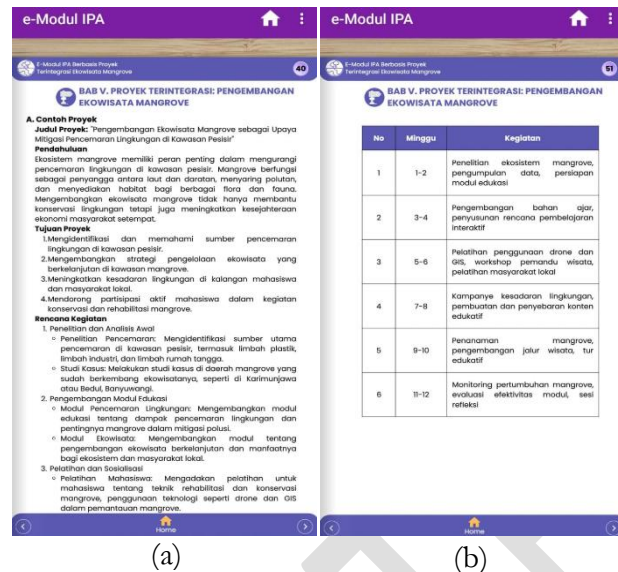 e-Modul IPA
E-Modul IPA Berbasis Proyek
Terintegrasi Ekowisata Mangrove
40
BAB V. PROYEK TERINTEGRASI: PENGEMBANGAN
EKOWISATA MANGROVE
A. Contoh Proyek
Judul Proyek: "Pengembangan Ekowisata Mangrove sebagai Upaya
Mitigasi Pencemaran Lingkungan di Kawasan Pesisir"
Pendahuluan
Ekosistem mangrove memiliki peran penting dalam mengurangi
pencemaran lingkungan di kawasan pesisir. Mangrove berfungsi
sebagai penyangga antara laut dan daratan, menyaring polutan,
dan menyediakan habitat bagi berbagai flora dan fauna.
Mengembangkan ekowisata mangrove tidak hanya membantu
konservasi lingkungan tetapi juga meningkatkan kesejahteraan
ekonomi masyarakat setempat.
Tujuan Proyek
1.Mengidentifikasi dan memahami sumber pencemaran
lingkungan di kawasan pesisir.
2.Mengembangkan strategi pengelolaan ekowisata yang
berkelanjutan di kawasan mangrove.
3.Meningkatkan kesadaran lingkungan di kalangan mahasiswa
dan masyarakat lokal.
4.Mendorong partisipasi aktif mahasiswa dalam kegiatan
konservasi dan rehabilitasi mangrove.
Rencana Kegiatan
1. Penelitian dan Analisis Awal
○ Penelitian Pencemaran: Mengidentifikasi sumber utama
pencemaran di kawasan pesisir, termasuk limbah plastik,
limbah industri, dan limbah rumah tangga.
○ Studi Kasus: Melakukan studi kasus di daerah mangrove yang
sudah berkembang ekowisatanya, seperti di Karimunjawa
atau Bedul, Banyuwangi.
2. Pengembangan Modul Edukasi
○ Modul Pencemaran Lingkungan: Mengembangkan modul
edukasi tentang dampak pencemaran lingkungan dan
pentingnya mangrove dalam mitigasi polusi.
○ Modul Ekowisata: Mengembangkan modul tentang
pengembangan ekowisata berkelanjutan dan manfaatnya
bagi ekosistem dan masyarakat lokal.
3. Pelatihan dan Sosialisasi
○ Pelatihan Mahasiswa: Mengadakan pelatihan untuk
mahasiswa tentang teknik rehabilitasi dan konservasi
mangrove, penggunaan teknologi seperti drone dan GIS
dalam pemantauan mangrove.
Home
(a)
e-Modul IPA
E-Modul IPA Berbasis Proyek
Terintegrasi Ekowisata Mangrove
51
BAB V. PROYEK TERINTEGRASI: PENGEMBANGAN
EKOWISATA MANGROVE
No Minggu Kegiatan
1 1-2 Penelitian ekosistem mangrove,
pengumpulan data, persiapan
modul edukasi
2 3-4 Pengembangan bahan ajar,
penyusunan rencana pembelajaran
interaktif
3 5-6 Pelatihan penggunaan drone dan
GIS, workshop pemandu wisata,
pelatihan masyarakat lokal
4 7-8 Kampanye kesadaran lingkungan,
pembuatan dan penyebaran konten
edukatif
5 9-10 Penanaman mangrove,
pengembangan jalur wisata, tur
edukatif
6 11-12 Monitoring pertumbuhan mangrove,
evaluasi efektivitas modul, sesi
refleksi
Home
(b)